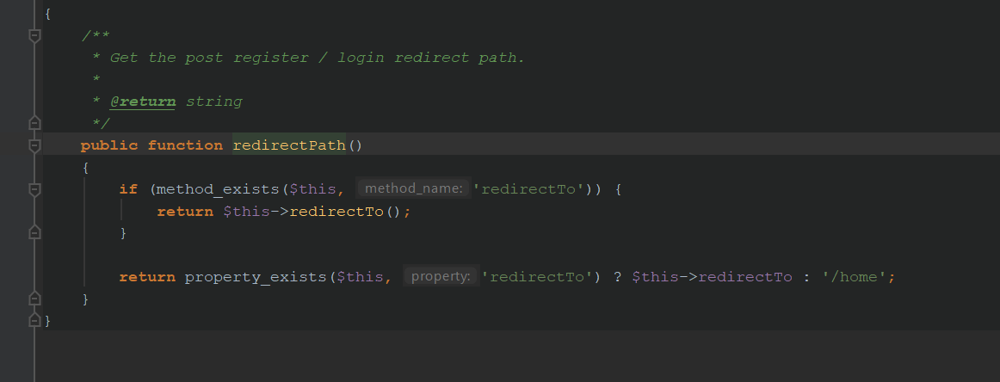 {
/**
* Get the post register / login redirect path.
*
* @return string
*/
public function redirectPath()
{
if (method_exists($this, method_name: 'redirectTo')) {
return $this->redirectTo();
}
return property_exists($this, property: 'redirectTo') ? $this->redirectTo : '/home';
}
}